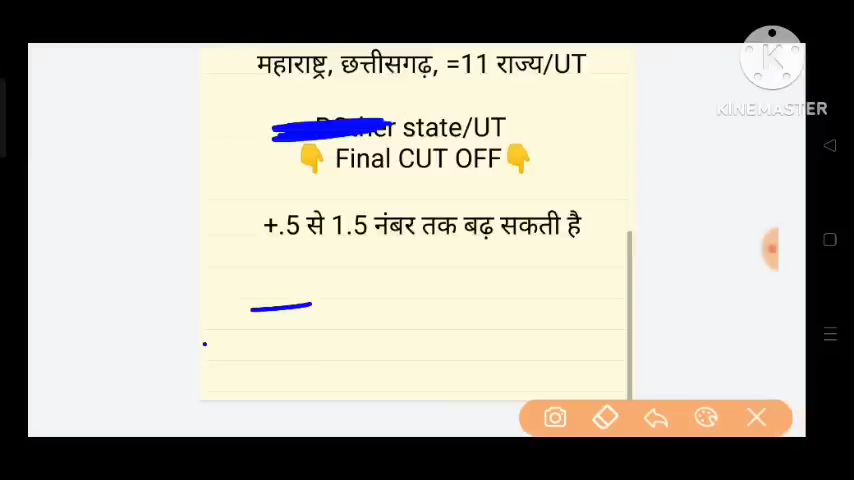 महाराष्ट्र, छत्तीसगढ़, =11 राज्य/UT
state/UT
👇 Final CUT OFF👇
+.5 से 1.5 नंबर तक बढ़ सकती है
KINEMASTER